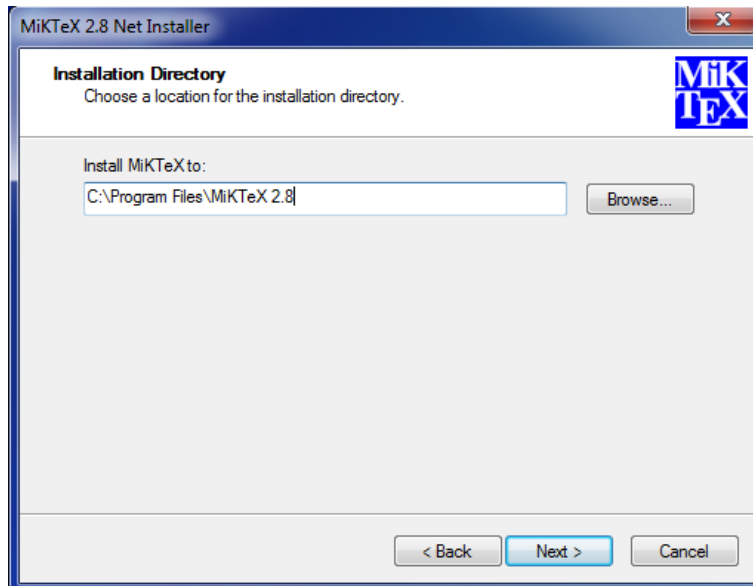 MiKTeX 2.8 Net Installer
Installation Directory
Choose a location for the installation directory.
MiK
TEX
Install MiKTeX to:
C:\Program Files\MiKTeX 2.8
Browse...
< Back
Next >
Cancel